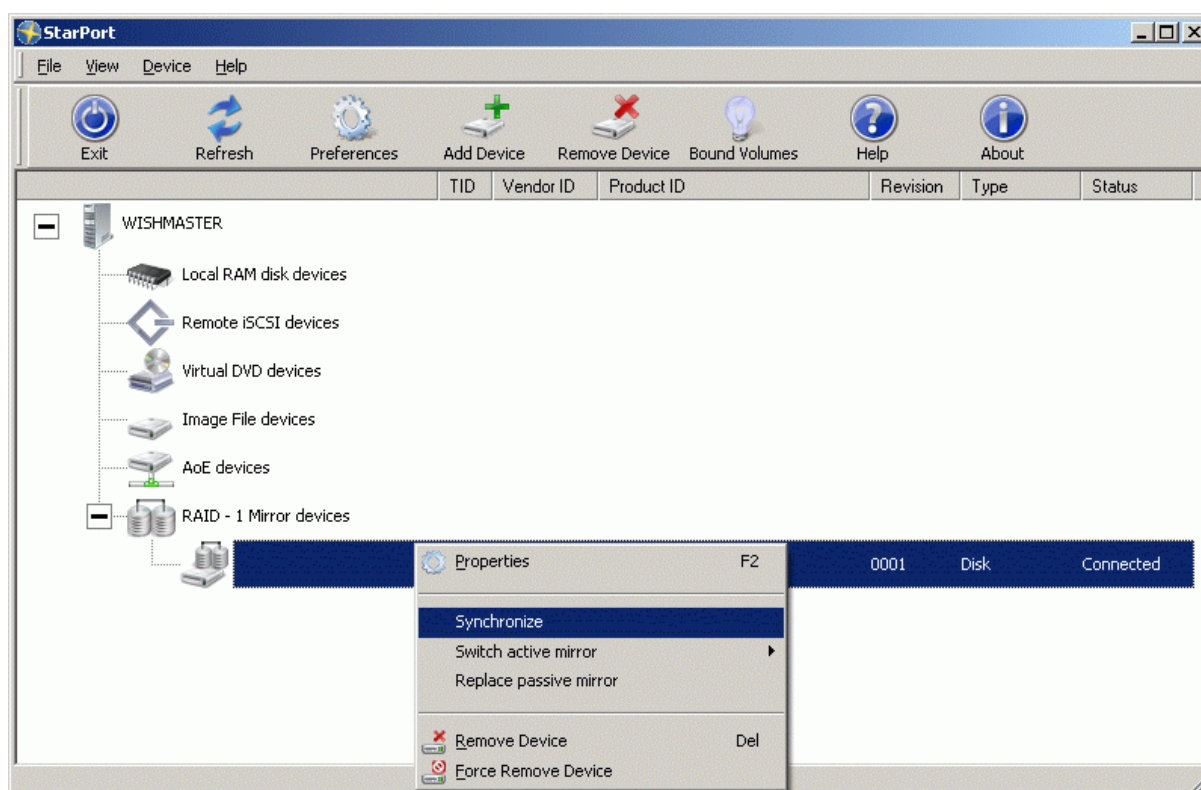 StarPort
File View Device Help
Exit Refresh Preferences Add Device Remove Device Bound Volumes Help About
TID Vendor ID Product ID Revision Type Status
WISHMASTER
Local RAM disk devices
Remote iSCSI devices
Virtual DVD devices
Image File devices
AoE devices
RAID - 1 Mirror devices
Properties F2 0001 Disk Connected
Synchronize
Switch active mirror
Replace passive mirror
Remove Device Del
Force Remove Device